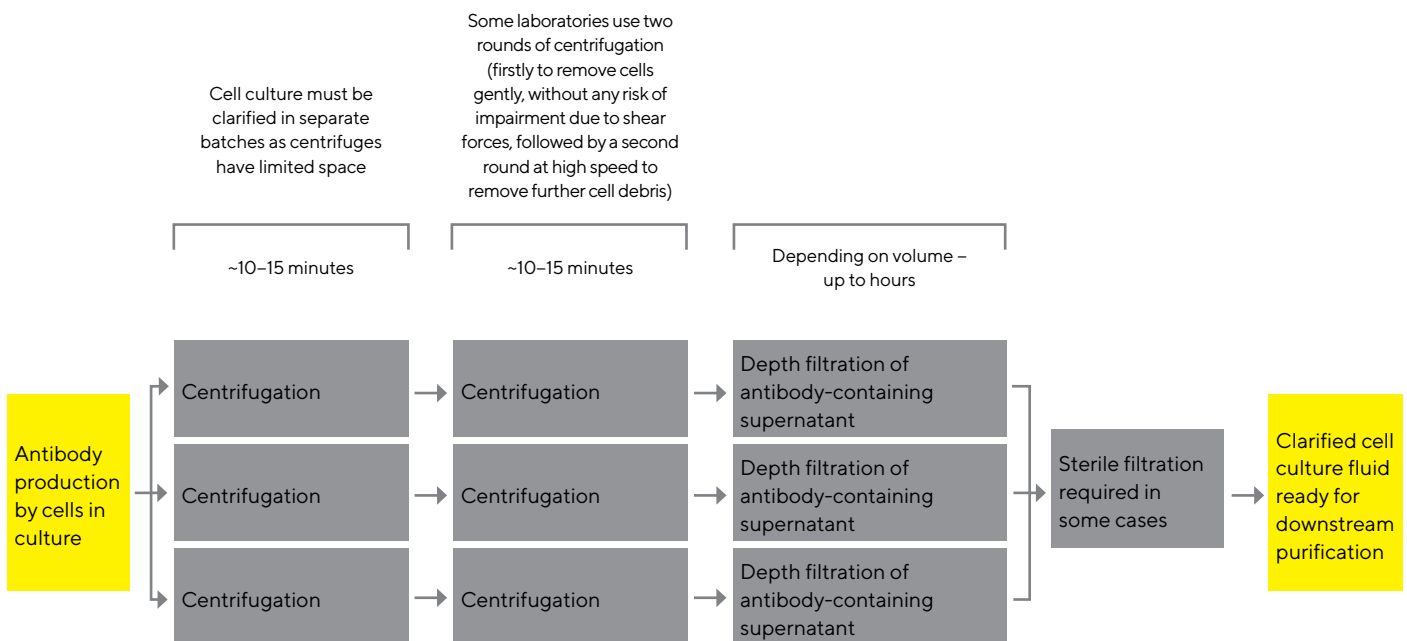 Cell culture must be
clarified in separate
batches as centrifuges
have limited space
Some laboratories use two
rounds of centrifugation
(firstly to remove cells
gently, without any risk of
impairment due to shear
forces, followed by a second
round at high speed to
remove further cell debris)
~10–15 minutes
~10–15 minutes
Depending on volume –
up to hours
Antibody
production
by cells in
culture
Centrifugation
Centrifugation
Depth filtration of
antibody-containing
supernatant
Centrifugation
Centrifugation
Depth filtration of
antibody-containing
supernatant
Centrifugation
Centrifugation
Depth filtration of
antibody-containing
supernatant
Sterile filtration
required in
some cases
Clarified cell
culture fluid
ready for
downstream
purification